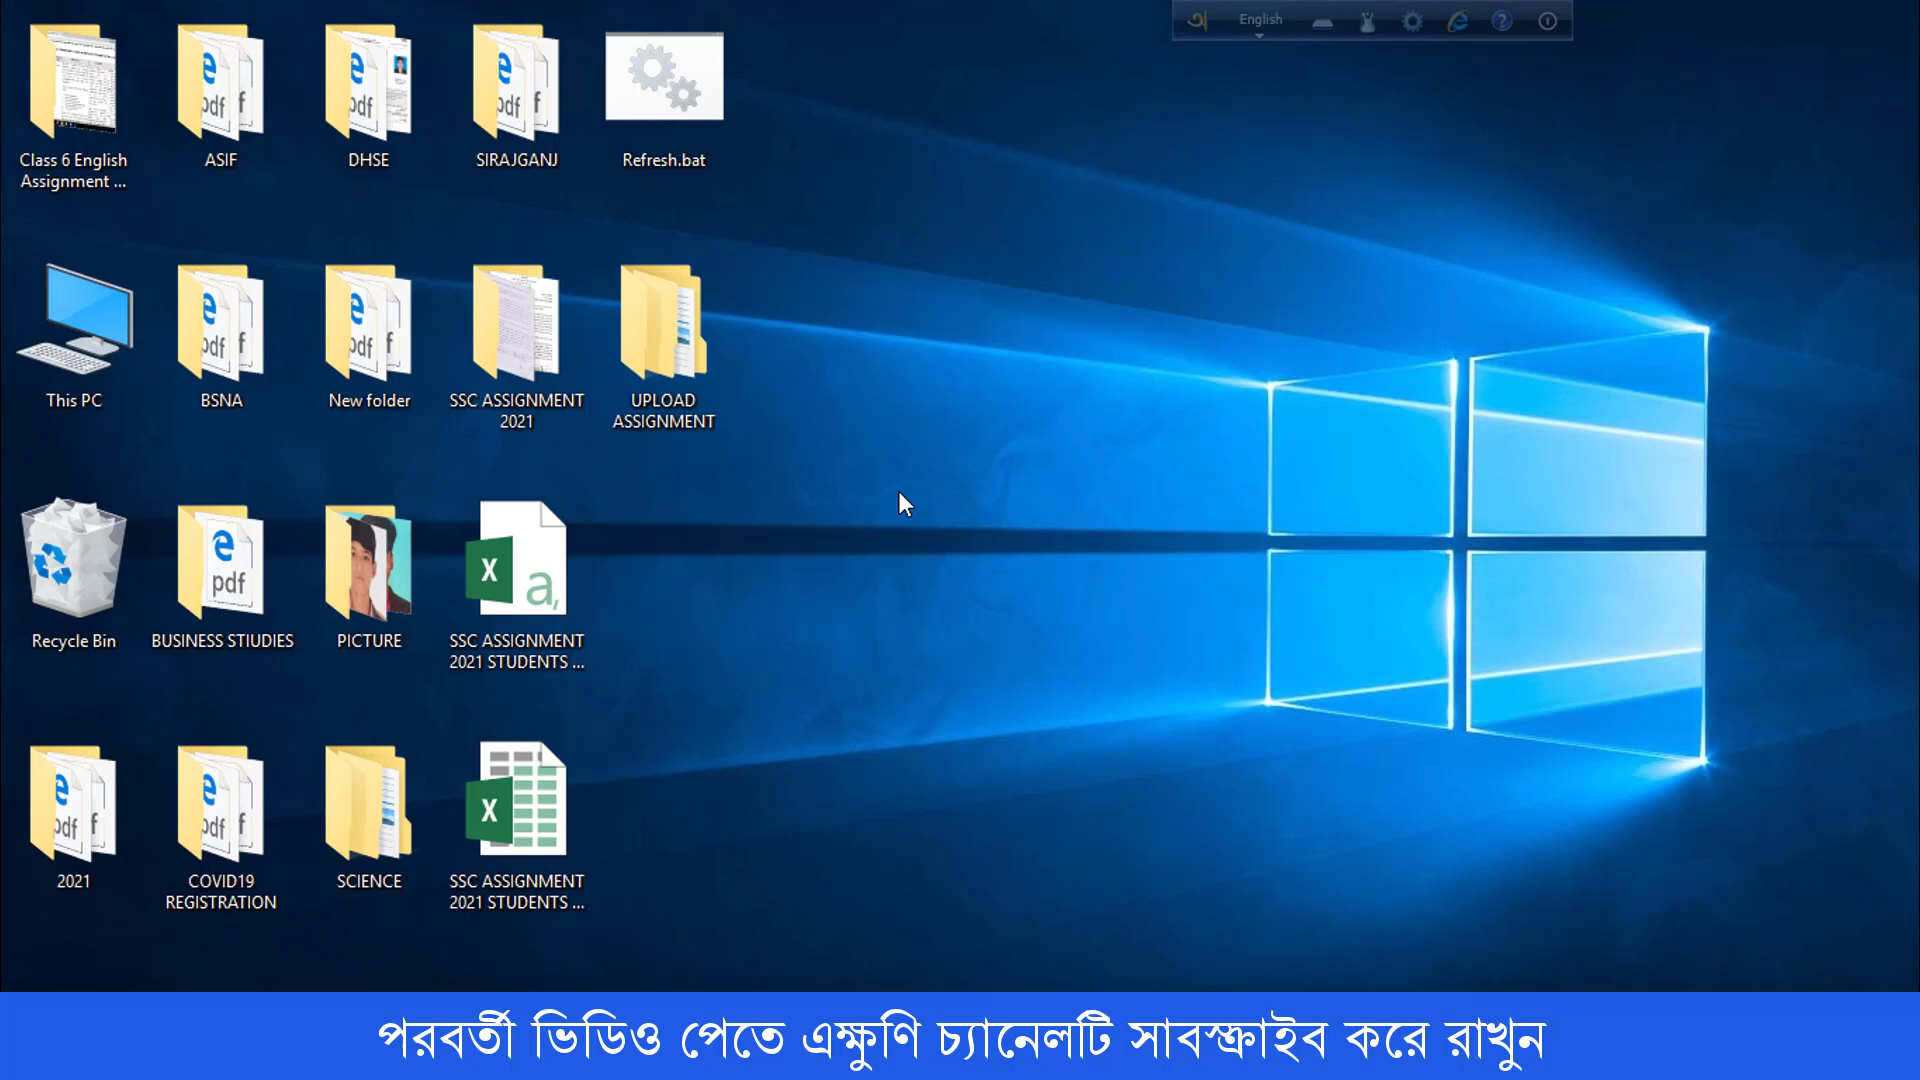 English
Class 6 English
Assignment ...
ASIF
DHSE
SIRAJGANJ
Refresh.bat
This PC
BSNA
New folder
SSC ASSIGNMENT
2021
UPLOAD
ASSIGNMENT
Recycle Bin
BUSINESS STIUDIES
PICTURE
SSC ASSIGNMENT
2021 STUDENTS ...
2021
COVID19
REGISTRATION
SCIENCE
SSC ASSIGNMENT
2021 STUDENTS ...
পরবর্তী ভিডিও পেতে এক্ষুণি চ্যানেলটি সাবস্ক্রাইব করে রাখুন